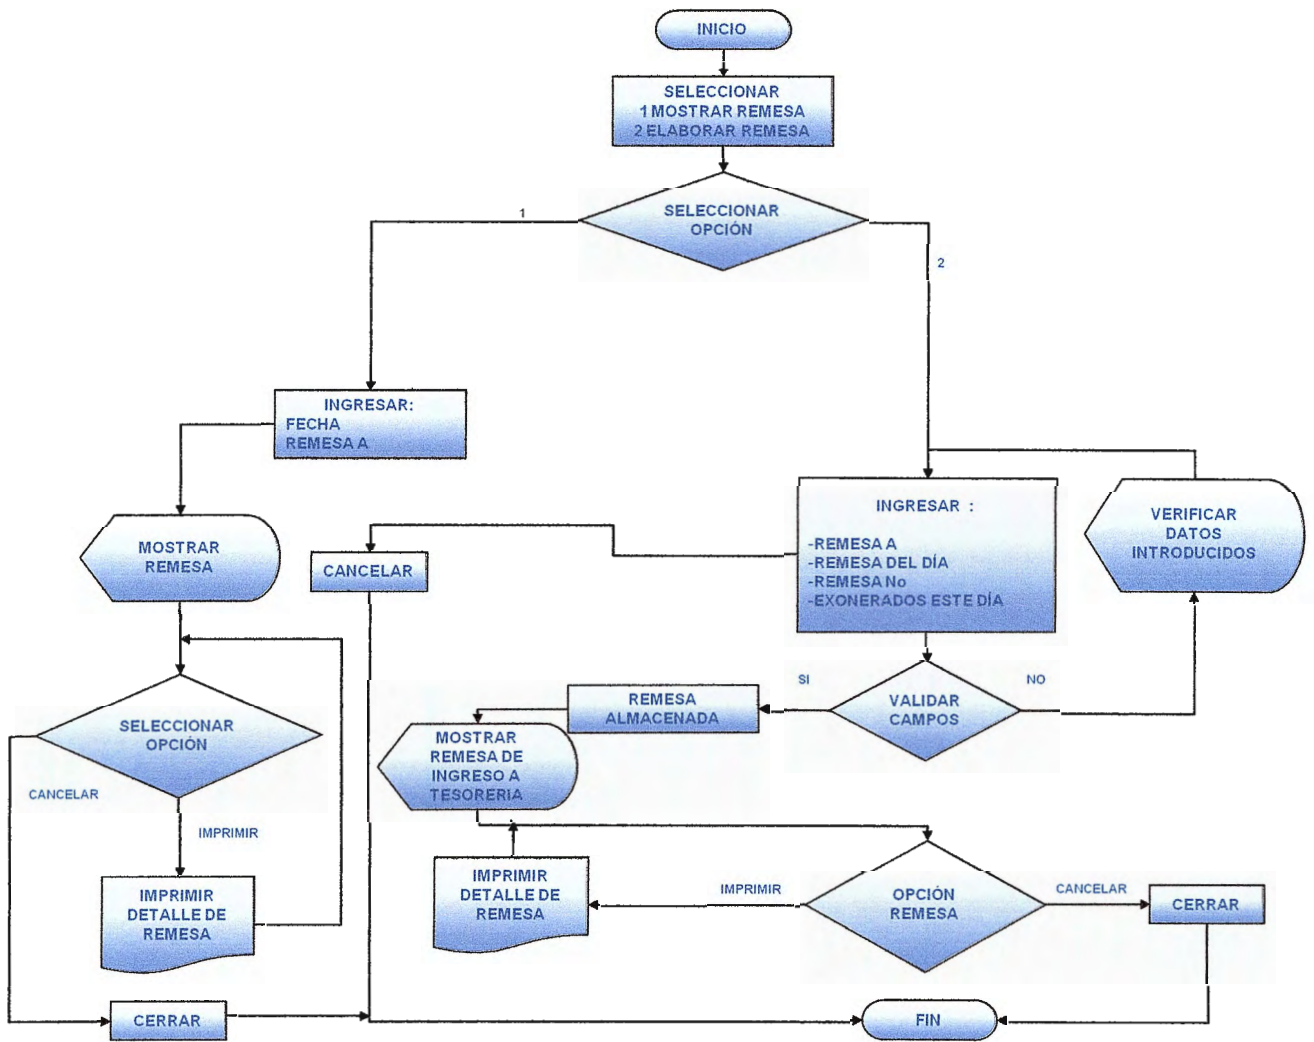 INICIO
SELECCIONAR
1 MOSTRAR REMESA
2 ELABORAR REMESA
SELECCIONAR
OPCIÓN
1
2
INGRESAR:
FECHA
REMESA A
MOSTRAR
REMESA
CANCELAR
INGRESAR :
-REMESA A
-REMESA DEL DÍA
-REMESA No
-EXONERADOS ESTE DÍA
VERIFICAR
DATOS
INTRODUCIDOS
SELECCIONAR
OPCIÓN
CANCELAR
IMPRIMIR
IMPRIMIR
DETALLE DE
REMESA
CERRAR
SI
NO
VALIDAR
CAMPOS
REMESA
ALMACENADA
MOSTRAR
REMESA DE
INGRESO A
TESORERIA
IMPRIMIR
DETALLE DE
REMESA
IMPRIMIR
OPCIÓN
REMESA
CANCELAR
CERRAR
FIN